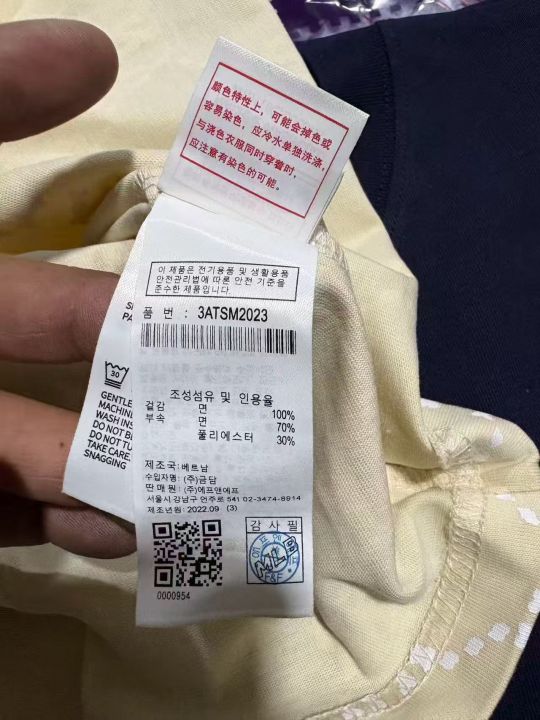 颜色特性上，可能会掉色或
容易染色，应冷水单独洗涤，
与浅色衣服同时穿着时，
应注意有染色的可能。
이 제품은 전기용품 및 생활용품
안전관리법에 따른 안전 기준을
준수한 제품입니다.
품 번 : 3ATSM2023
30
GENTLE
MACHINE
WASH IN
DO NOT
DO NOT TU
TAKE CARE
SNAGGING
조성섬유 및 인용율
겉감 면 100%
부속 면 70%
폴리에스터 30%
제조국: 베트남
수입자명: (주)금담
판매원: (주)에프앤에프
서울시 강남구 언주로 541 02-3474-8914
제조년원: 2022.09 (3)
감사필
MLB
F&F
0000954